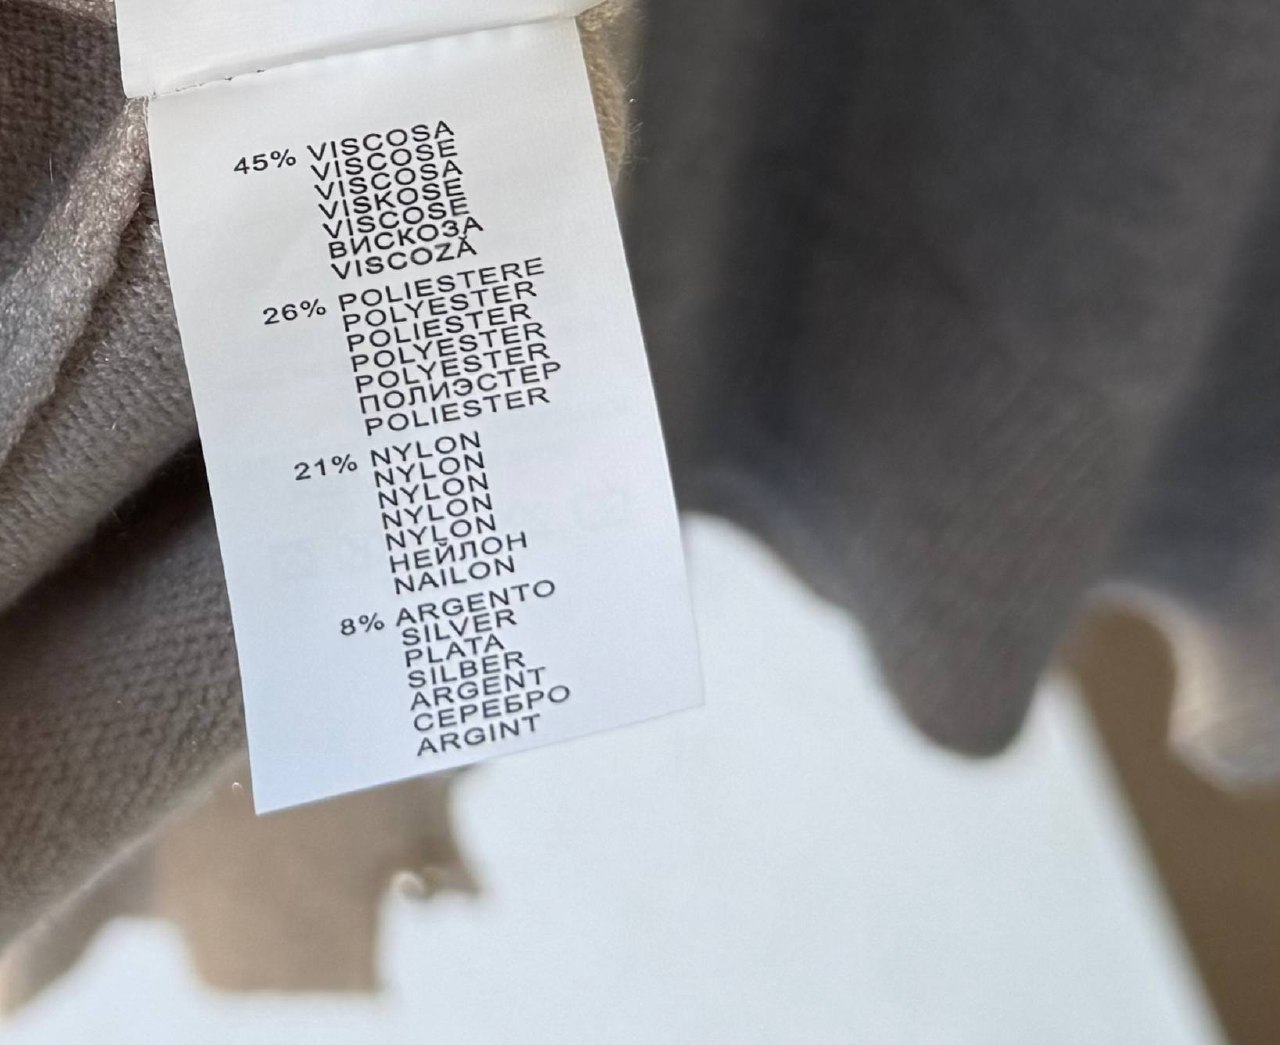 45% VISCOSA
VISCOSE
VISCOSA
VISKOSE
VISCOSE
ВИСКОЗА
VISCOZĂ
26% POLIESTERE
POLYESTER
POLIESTER
POLYESTER
POLYESTER
ПОЛИЭСТЕР
POLIESTER
21% NYLON
NYLON
NYLON
NYLON
NYLON
НЕЙЛОН
NAILON
8% ARGENTO
SILVER
PLATA
SILBER
ARGENT
СЕРЕБРО
ARGINT